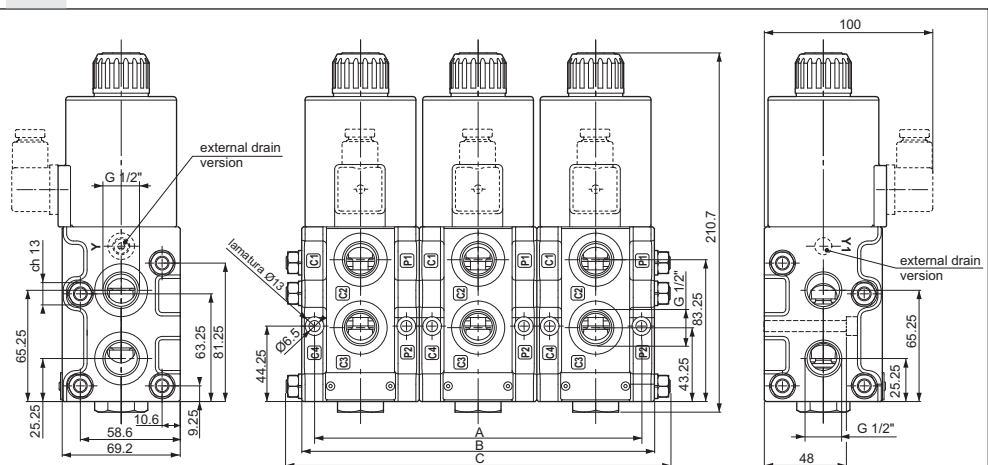 100
external drain
version
G 1/2"
Y
ch 13
65.25
25.25
63.25
81.25
9.25
10.6
58.6
69.2
lamatura Ø13
Ø6.5
44.25
C1
P1
C1
P1
C1
P1
C2
C2
C2
C4
P2
C4
P2
C4
P2
C3
C3
C3
A
B
C
210.7
G 1/2"
83.25
43.25
Y1
external drain
version
65.25
25.25
G 1/2"
48